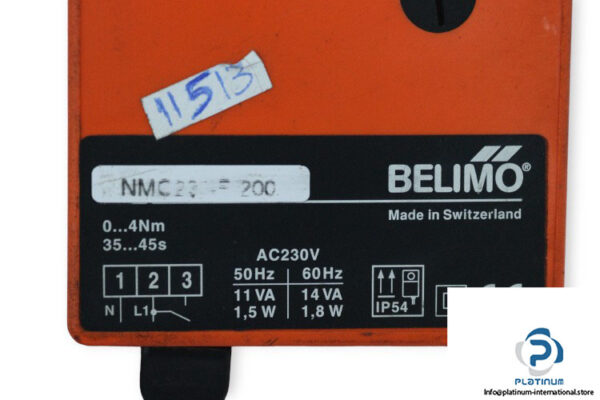 11513
NMC 200
BELIMO®
Made in Switzerland
0...4Nm
35...45s
AC230V
50Hz 60Hz
11 VA 14 VA
1,5 W 1,8 W
1 2 3
N L1
IP54
PLATINUM
info@platinum-international.store